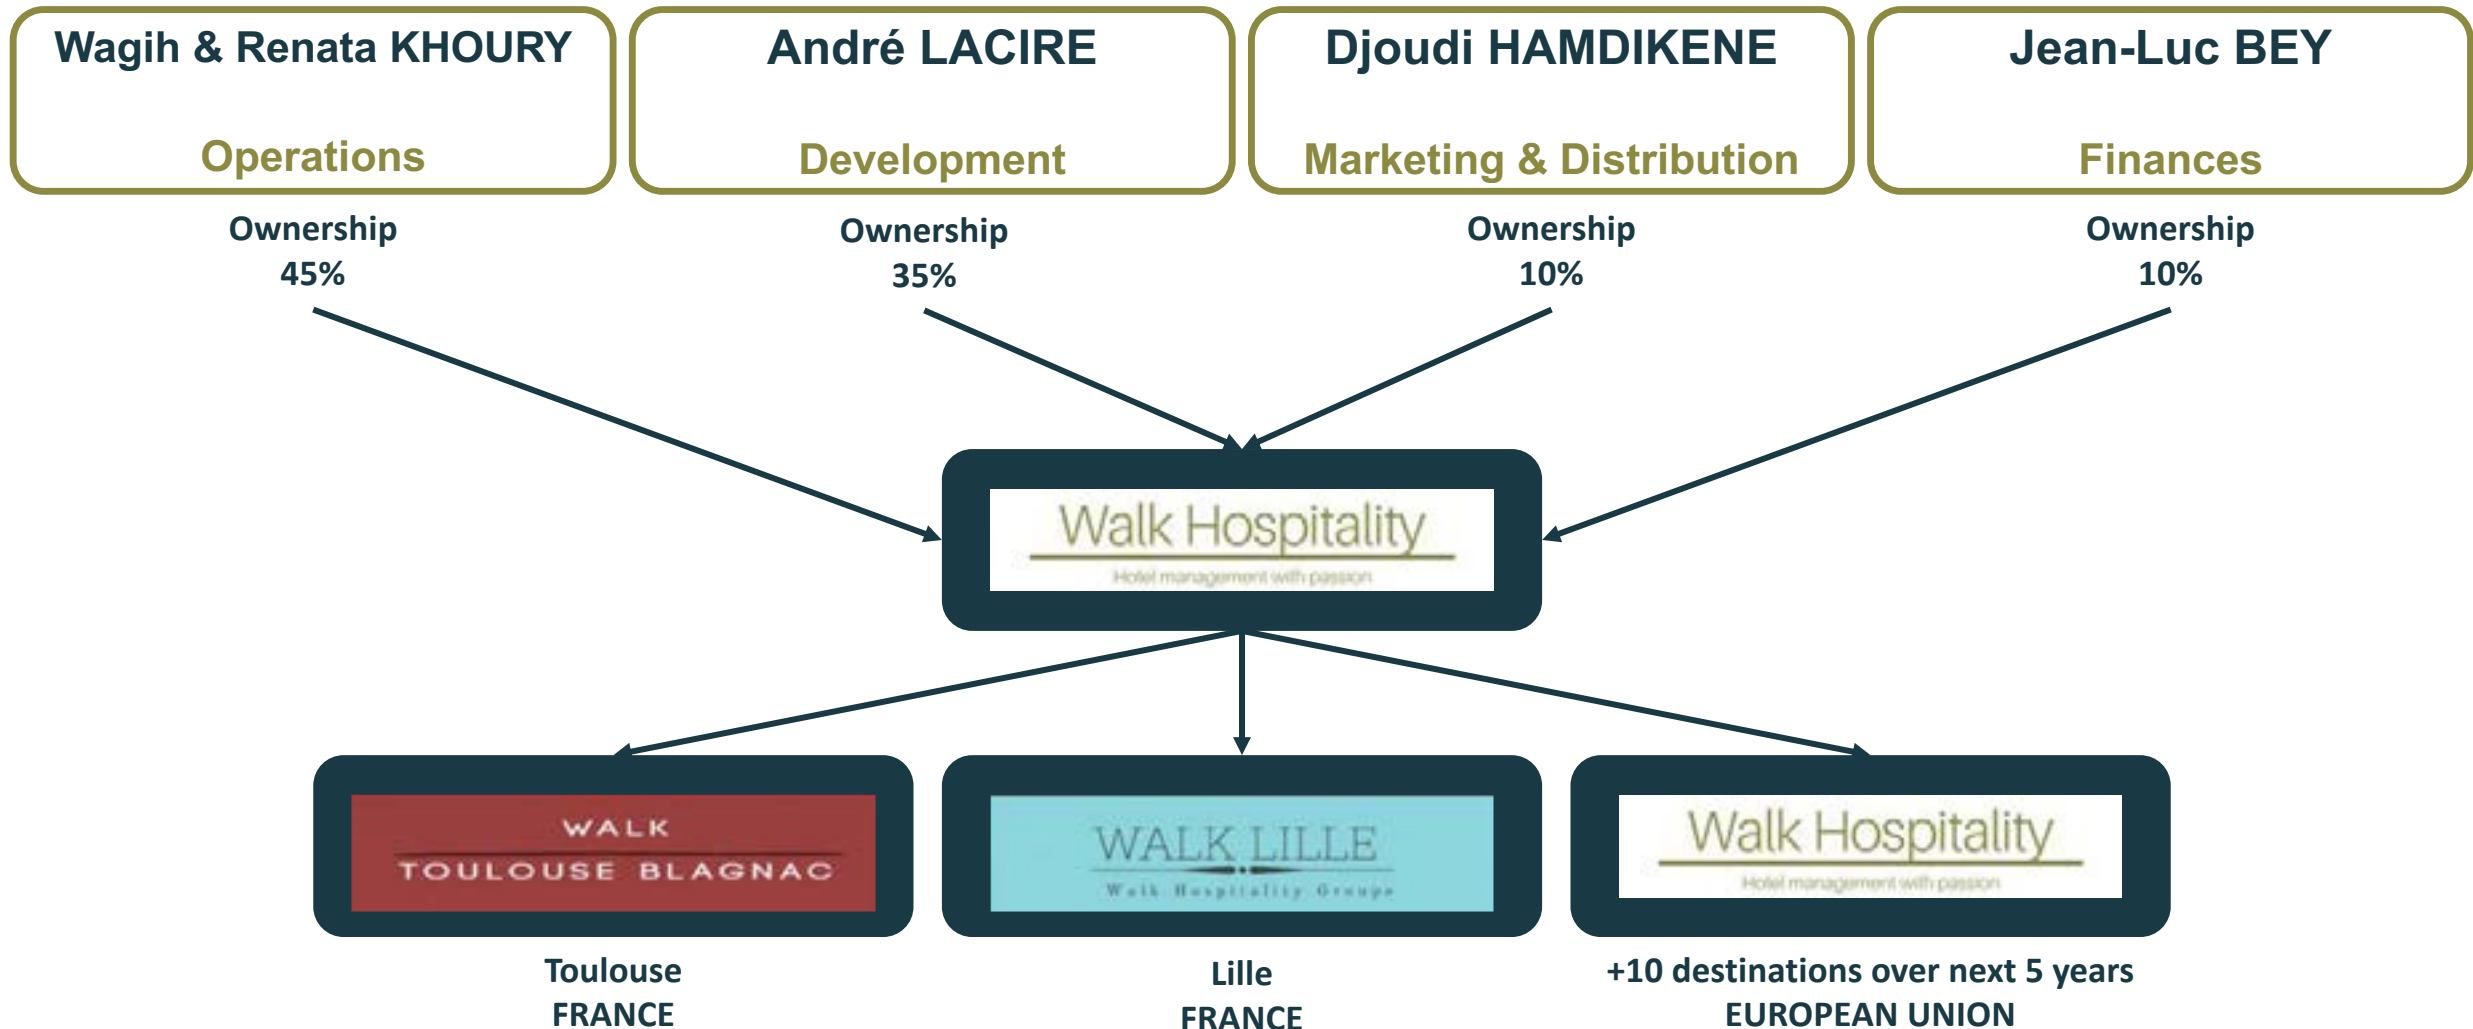 Wagih & Renata KHOURY
Operations
André LACIRE
Development
Djoudi HAMDIKENE
Marketing & Distribution
Jean-Luc BEY
Finances
Ownership
45%
Ownership
35%
Ownership
10%
Ownership
10%
Walk Hospitality
Hotel management with passion
WALK
TOULOUSE BLAGNAC
WALK LILLE
Walk Hospitality Groupe
Walk Hospitality
Hotel management with passion
Toulouse
FRANCE
Lille
FRANCE
+10 destinations over next 5 years
EUROPEAN UNION